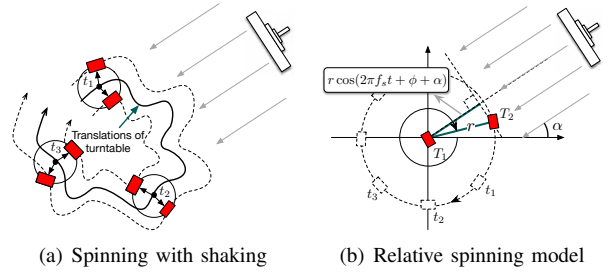 t₁
Translations of
turntable
t₃
t₂
(a) Spinning with shaking
r cos(2πfₛt + ϕ + α)
T₂
r
α
T₁
t₁
t₃
t₂
(b) Relative spinning model